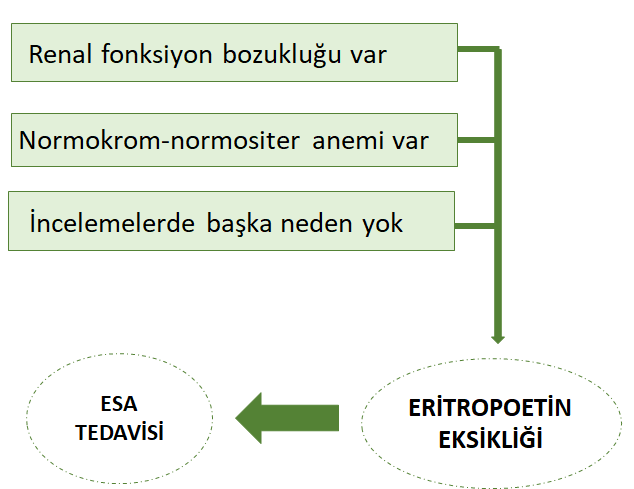 Renal fonksiyon bozukluğu var
Normokrom-normositer anemi var
İncelemelerde başka neden yok
ERİTROPOETİN
EKSİKLİĞİ
ESA
TEDAVİSİ